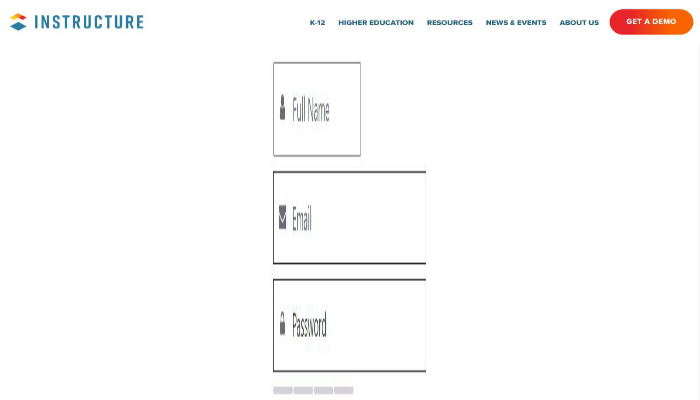 INSTRUCTURE
K-12 HIGHER EDUCATION RESOURCES NEWS & EVENTS ABOUT US GET A DEMO
Full Name
Email
Password